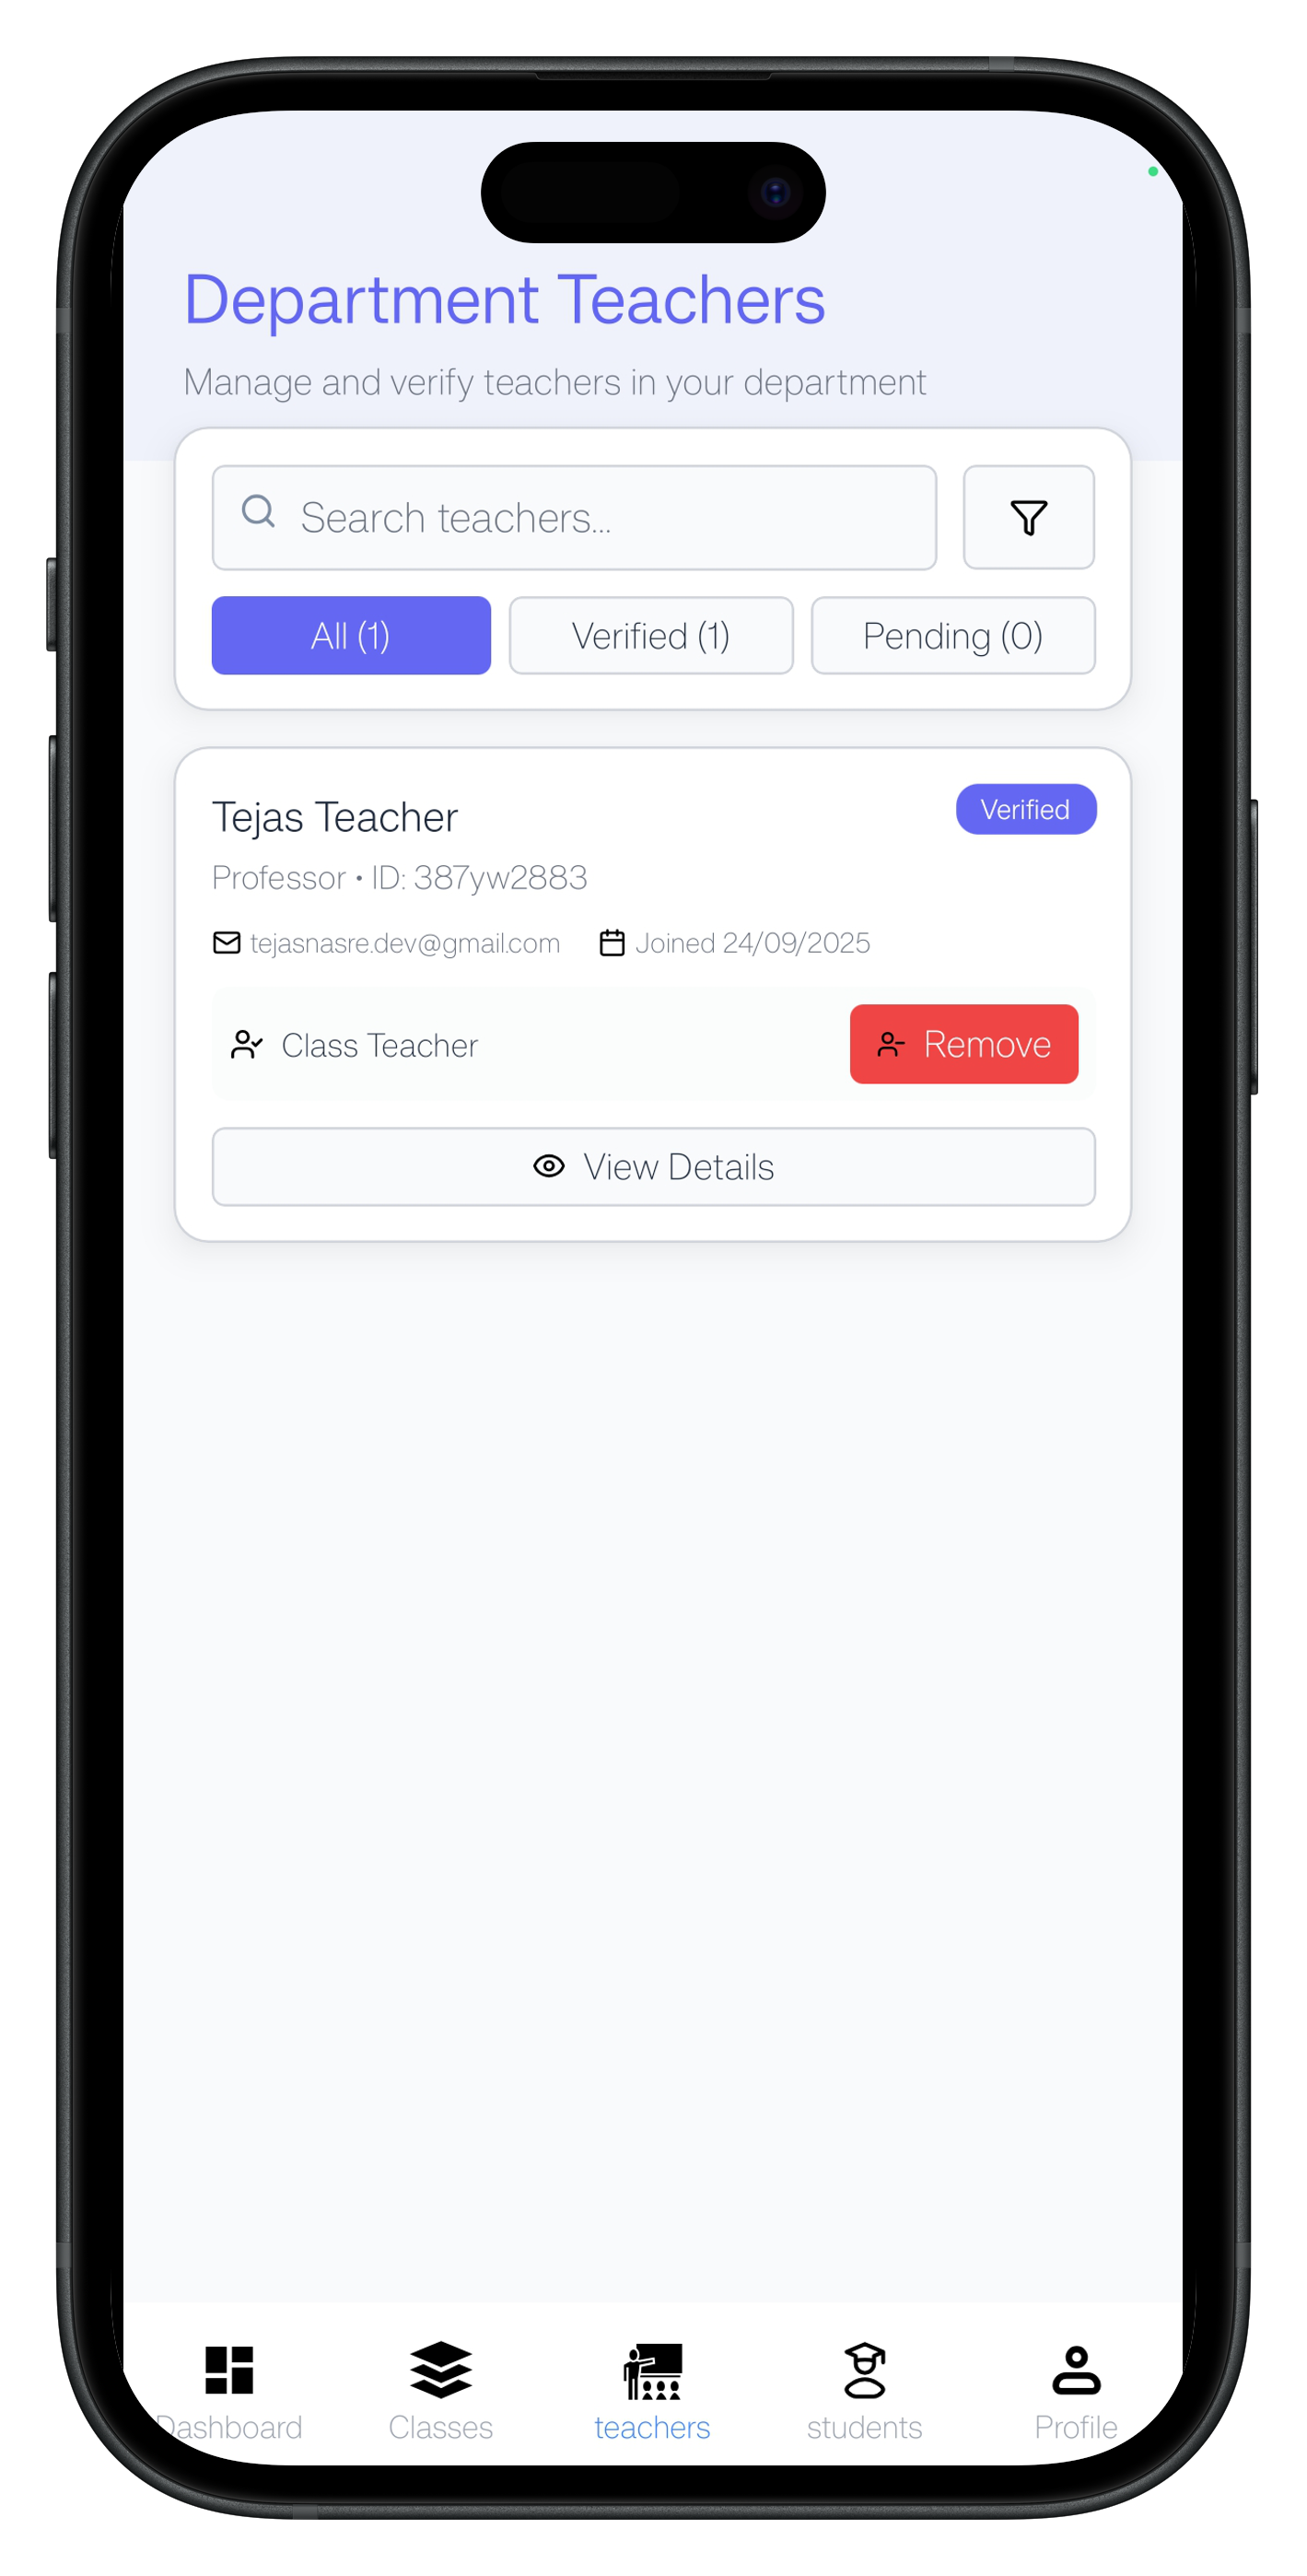 Department Teachers
Manage and verify teachers in your department
Search teachers...
All (1) Verified (1) Pending (0)
Tejas Teacher Verified
Professor • ID: 387yw2883
tejasnasre.dev@gmail.com Joined 24/09/2025
Class Teacher Remove
View Details
Dashboard Classes teachers students Profile